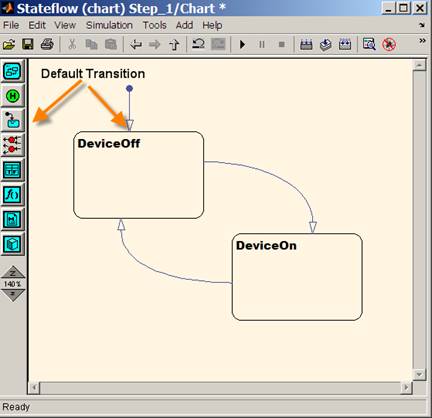 Stateflow (chart) Step_1/Chart *
File Edit View Simulation Tools Add Help
Default Transition
DeviceOff
DeviceOn
H
f()
140%
Ready